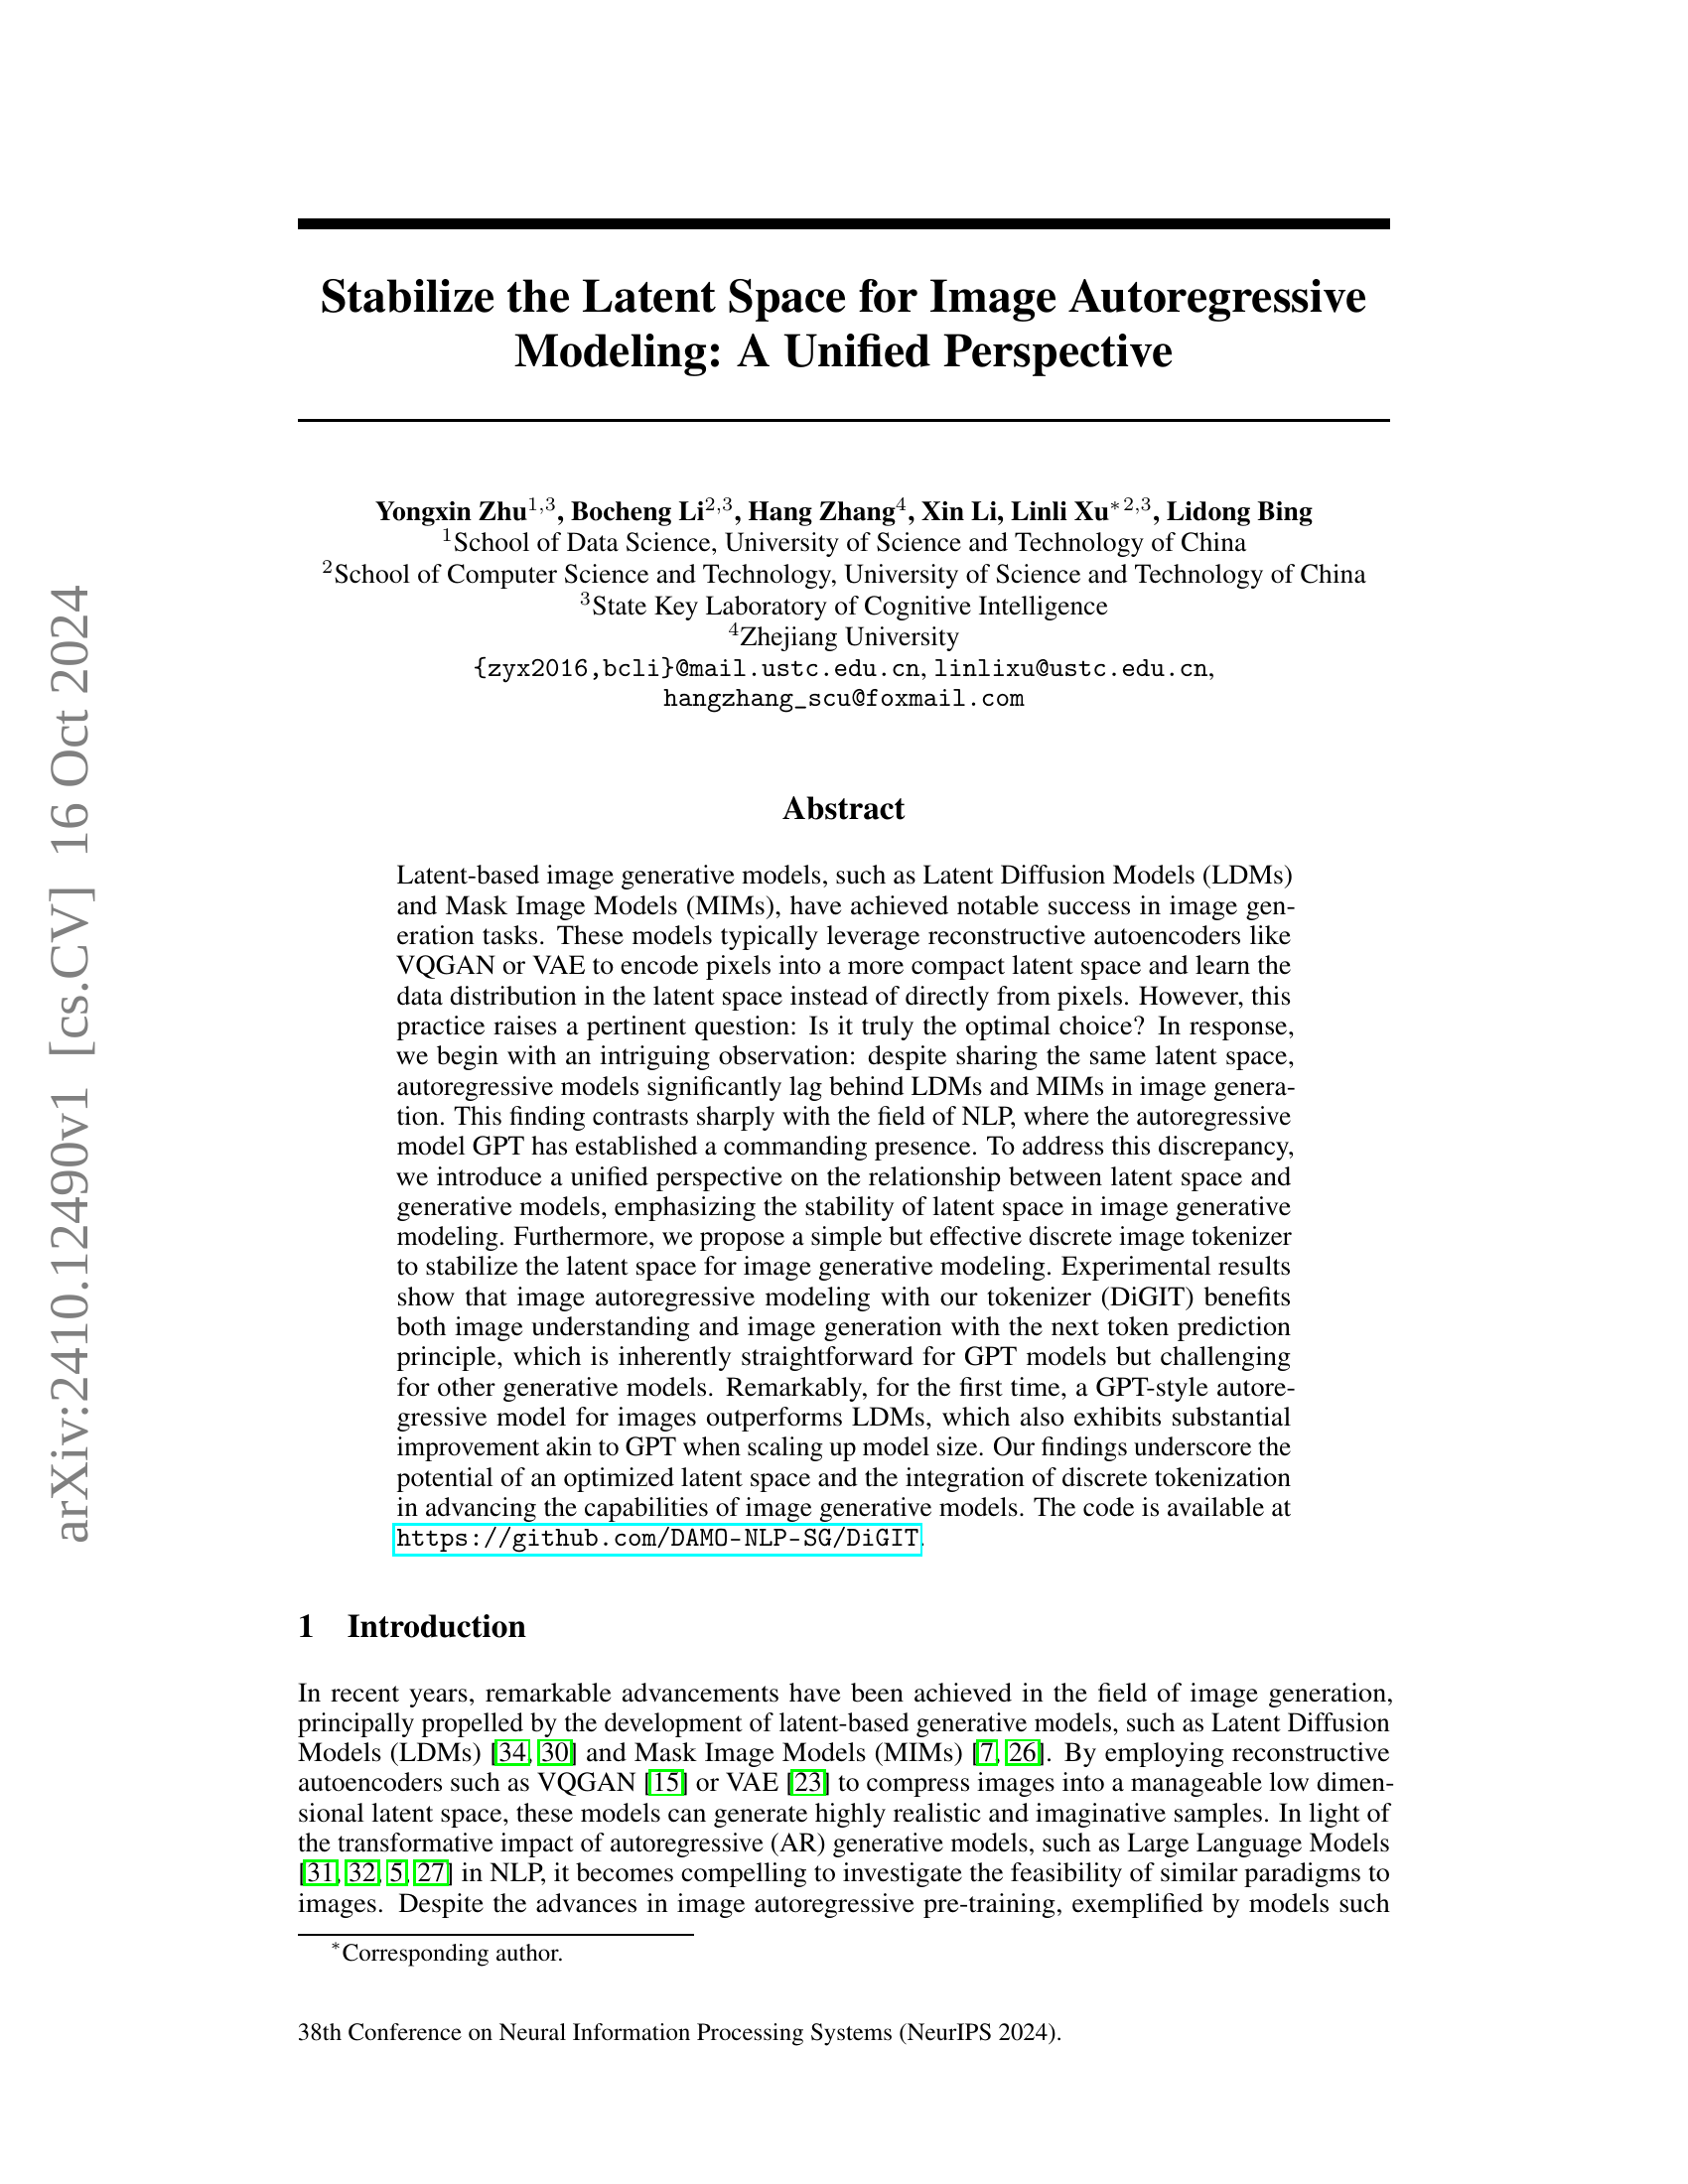 arXiv:2410.12490v1 [cs.CV] 16 Oct 2024
Stabilize the Latent Space for Image Autoregressive
Modeling: A Unified Perspective
Yongxin Zhu1,3, Bocheng Li2,3, Hang Zhang4, Xin Li, Linli Xu∗2,3, Lidong Bing
1School of Data Science, University of Science and Technology of China
2School of Computer Science and Technology, University of Science and Technology of China
3State Key Laboratory of Cognitive Intelligence
4Zhejiang University
{zyx2016,bcli}@mail.ustc.edu.cn, linlixu@ustc.edu.cn,
hangzhang_scu@foxmail.com
Abstract
Latent-based image generative models, such as Latent Diffusion Models (LDMs)
and Mask Image Models (MIMs), have achieved notable success in image gen-
eration tasks. These models typically leverage reconstructive autoencoders like
VQGAN or VAE to encode pixels into a more compact latent space and learn the
data distribution in the latent space instead of directly from pixels. However, this
practice raises a pertinent question: Is it truly the optimal choice? In response,
we begin with an intriguing observation: despite sharing the same latent space,
autoregressive models significantly lag behind LDMs and MIMs in image genera-
tion. This finding contrasts sharply with the field of NLP, where the autoregressive
model GPT has established a commanding presence. To address this discrepancy,
we introduce a unified perspective on the relationship between latent space and
generative models, emphasizing the stability of latent space in image generative
modeling. Furthermore, we propose a simple but effective discrete image tokenizer
to stabilize the latent space for image generative modeling. Experimental results
show that image autoregressive modeling with our tokenizer (DiGIT) benefits
both image understanding and image generation with the next token prediction
principle, which is inherently straightforward for GPT models but challenging
for other generative models. Remarkably, for the first time, a GPT-style autore-
gressive model for images outperforms LDMs, which also exhibits substantial
improvement akin to GPT when scaling up model size. Our findings underscore the
potential of an optimized latent space and the integration of discrete tokenization
in advancing the capabilities of image generative models. The code is available at
https://github.com/DAMO-NLP-SG/DiGIT.
1 Introduction
In recent years, remarkable advancements have been achieved in the field of image generation,
principally propelled by the development of latent-based generative models, such as Latent Diffusion
Models (LDMs) [34, 30] and Mask Image Models (MIMs) [7, 26]. By employing reconstructive
autoencoders such as VQGAN [15] or VAE [23] to compress images into a manageable low dimen-
sional latent space, these models can generate highly realistic and imaginative samples. In light of
the transformative impact of autoregressive (AR) generative models, such as Large Language Models
[31, 32, 5, 27] in NLP, it becomes compelling to investigate the feasibility of similar paradigms to
images. Despite the advances in image autoregressive pre-training, exemplified by models such
∗Corresponding author.
38th Conference on Neural Information Processing Systems (NeurIPS 2024).